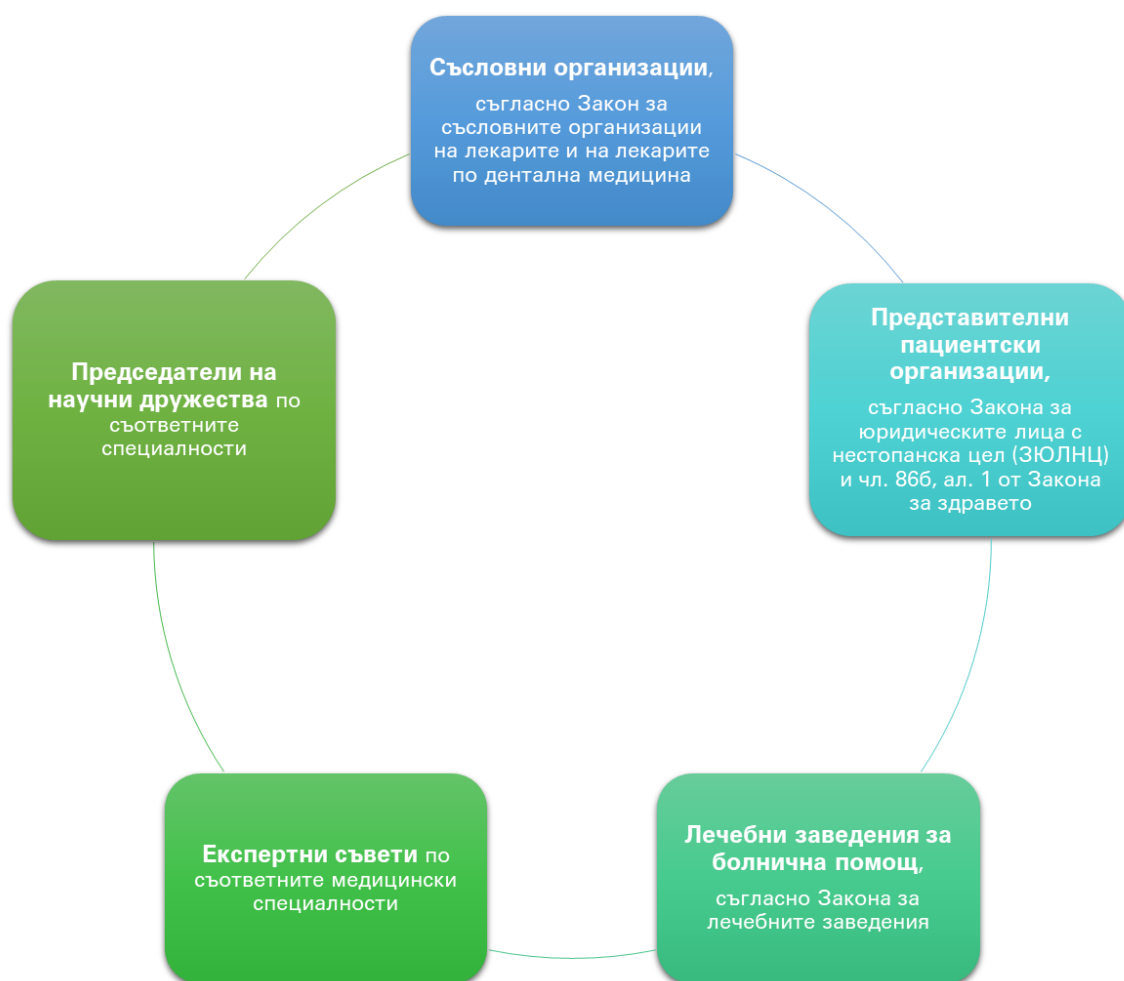 Съсловни организации,
съгласно Закон за
съсловните организации
на лекарите и на лекарите
по дентална медицина
Представителни
пациентски
организации,
съгласно Закона за
юридическите лица с
нестопанска цел (ЗЮЛНЦ)
и чл. 86б, ал. 1 от Закона
за здравето
Лечебни заведения за
болнична помощ,
съгласно Закона за
лечебните заведения
Експертни съвети по
съответните медицински
специалности
Председатели на
научни дружества по
съответните
специалности